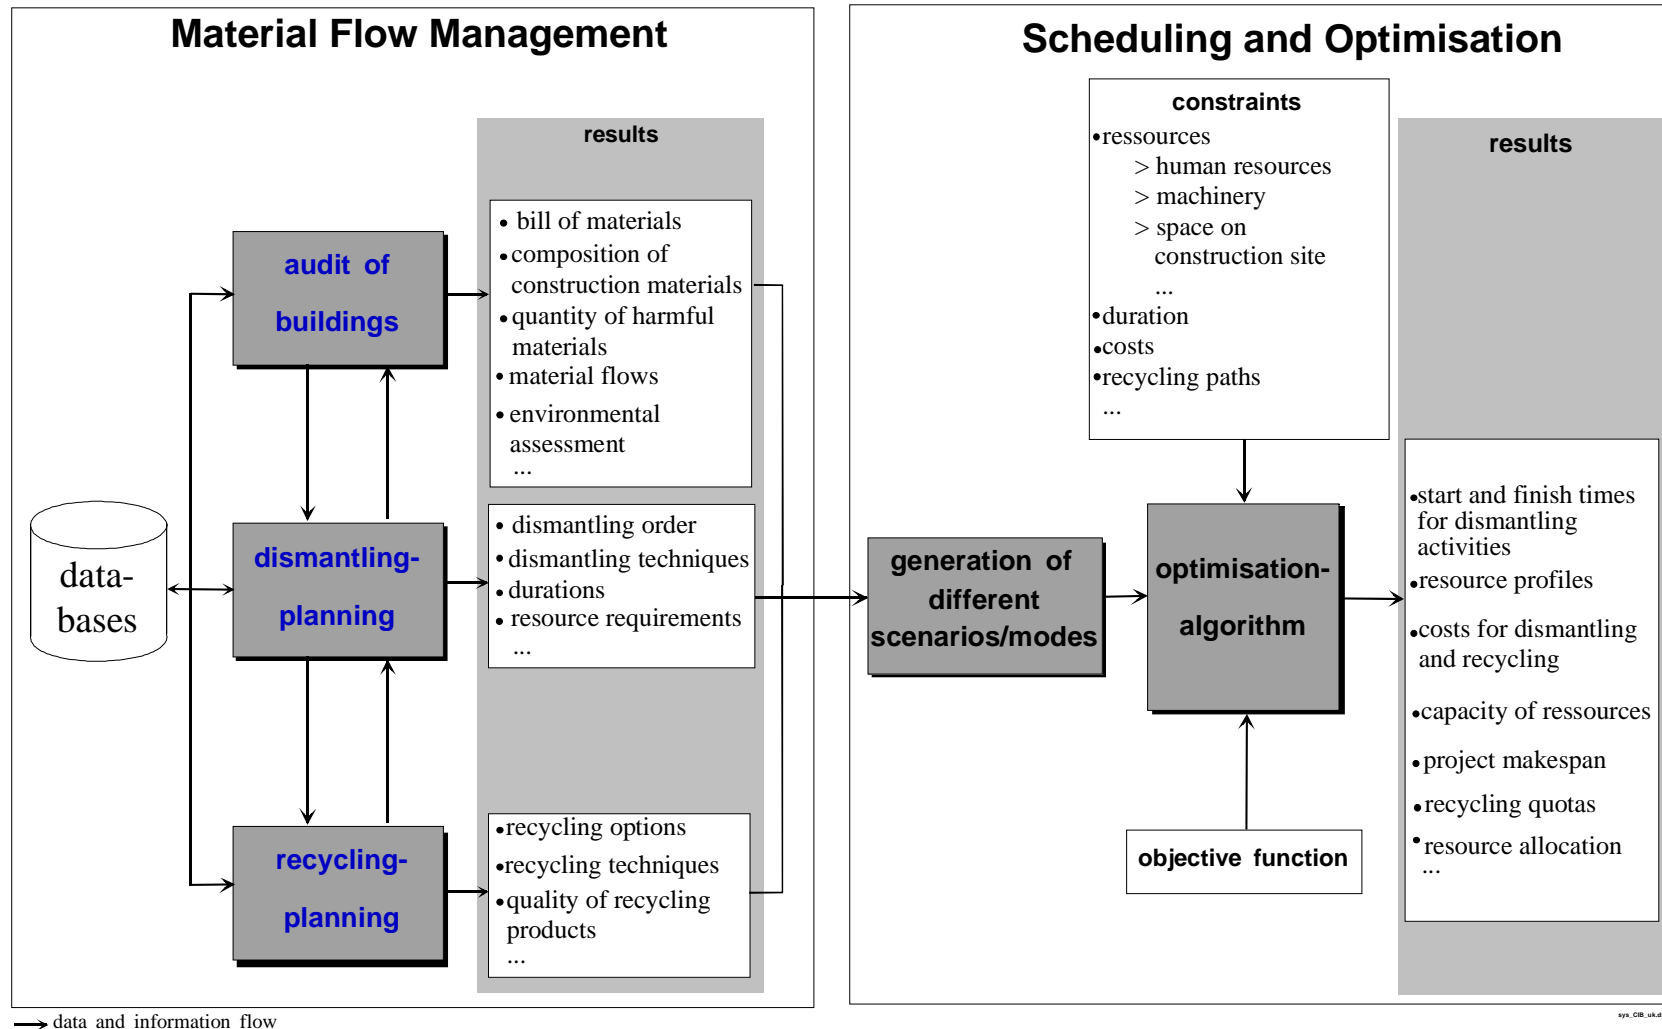 Material Flow Management
results
audit of
buildings
• bill of materials
• composition of
construction materials
• quantity of harmful
materials
• material flows
• environmental
assessment
...
data-
bases
dismantling-
planning
• dismantling order
• dismantling techniques
• durations
• resource requirements
...
recycling-
planning
• recycling options
• recycling techniques
• quality of recycling
products
...
data and information flow
Scheduling and Optimisation
constraints
• ressources
> human resources
> machinery
> space on
construction site
...
• duration
• costs
• recycling paths
...
generation of
different
scenarios/modes
optimisation-
algorithm
objective function
results
• start and finish times
for dismantling
activities
• resource profiles
• costs for dismantling
and recycling
• capacity of ressources
• project makespan
• recycling quotas
• resource allocation
...